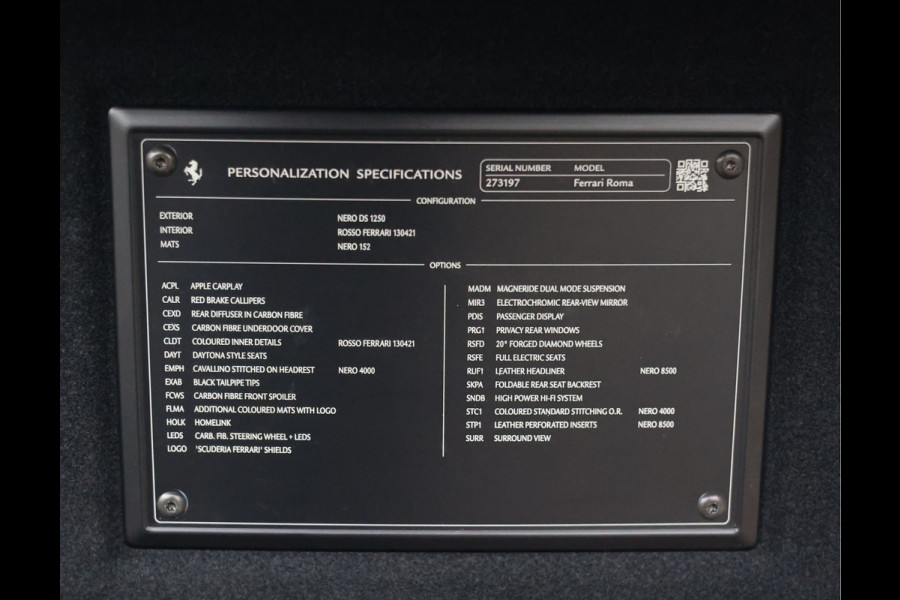 PERSONALIZATION SPECIFICATIONS
SERIAL NUMBER MODEL
273197 Ferrari Roma
CONFIGURATION
EXTERIOR NERO DS 1250
INTERIOR ROSSO FERRARI 130421
MATS NERO 152
OPTIONS
ACPL APPLE CARPLAY
CALR RED BRAKE CALLIPERS
CEXD REAR DIFFUSER IN CARBON FIBRE
CEXS CARBON FIBRE UNDERDOOR COVER
CLDT COLOURED INNER DETAILS ROSSO FERRARI 130421
DAYT DAYTONA STYLE SEATS
EMPH CAVALLINO STITCHED ON HEADREST NERO 4000
EXAB BLACK TAILPIPE TIPS
FCWS CARBON FIBRE FRONT SPOILER
FLMA ADDITIONAL COLOURED MATS WITH LOGO
HOLK HOMELINK
LEDS CARB. FIB. STEERING WHEEL + LEDS
LOGO 'SCUDERIA FERRARI' SHIELDS
MADM MAGNERIDE DUAL MODE SUSPENSION
MIR3 ELECTROCHROMIC REAR-VIEW MIRROR
PDIS PASSENGER DISPLAY
PRG1 PRIVACY REAR WINDOWS
RSFD 20" FORGED DIAMOND WHEELS
RSFE FULL ELECTRIC SEATS
RUF1 LEATHER HEADLINER NERO 8500
SKPA FOLDABLE REAR SEAT BACKREST
SNDB HIGH POWER HI-FI SYSTEM
STC1 COLOURED STANDARD STITCHING O.R. NERO 4000
STP1 LEATHER PERFORATED INSERTS NERO 8500
SURR SURROUND VIEW